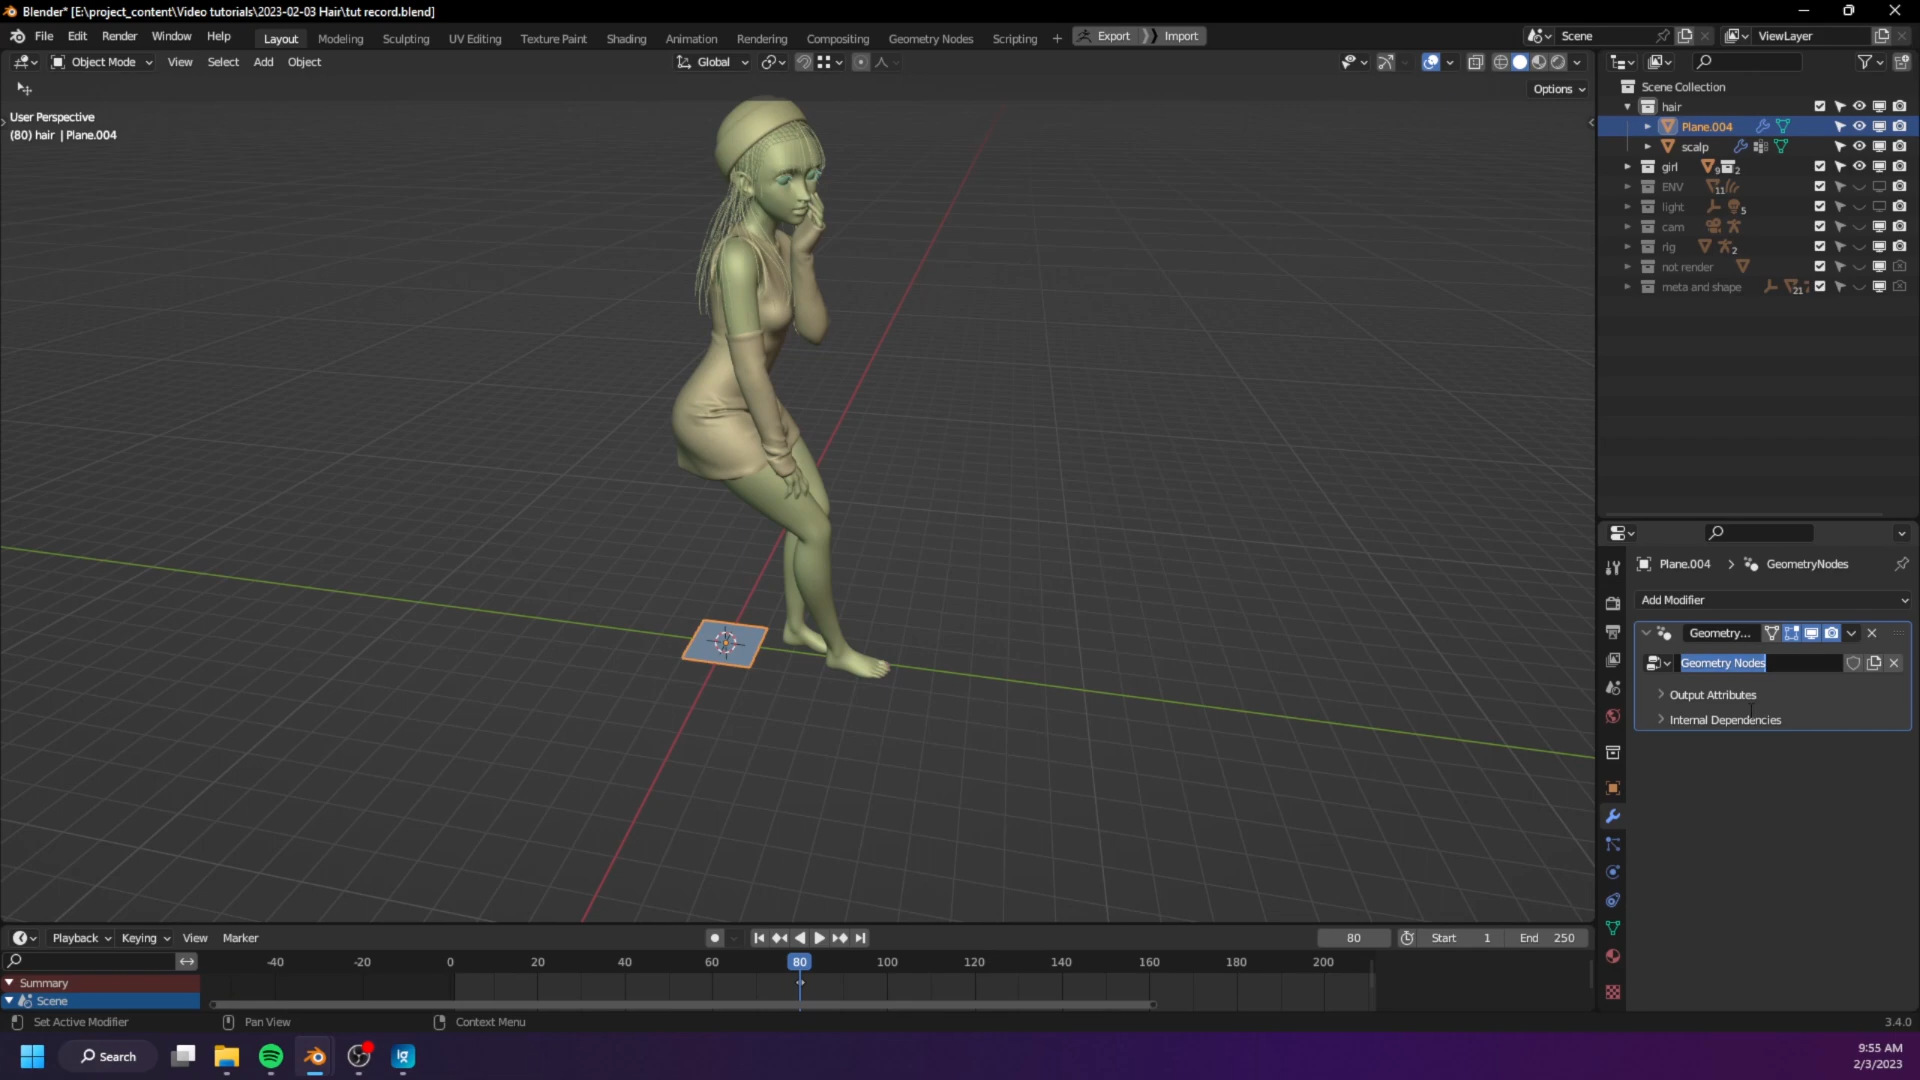 Blender* [E:\project_content\Video tutorials\2023-02-03 Hair\tut record.blend]
File Edit Render Window Help
Layout Modeling Sculpting UV Editing Texture Paint Shading Animation Rendering Compositing Geometry Nodes Scripting + Export Import
Scene ViewLayer
Object Mode View Select Add Object Global
Options
User Perspective
(80) hair | Plane.004
Scene Collection
hair
Plane.004
scalp
girl 9 2
ENV 11
light 5
cam
rig 2
not render
meta and shape 21
Plane.004 > GeometryNodes
Add Modifier
Geometry...
Geometry Nodes
Output Attributes
Internal Dependencies
Playback Keying View Marker
80 Start 1 End 250
-40 -20 0 20 40 60 80 100 120 140 160 180 200
Summary
Scene
Set Active Modifier Pan View Context Menu
3.4.0
Search
9:55 AM
2/3/2023